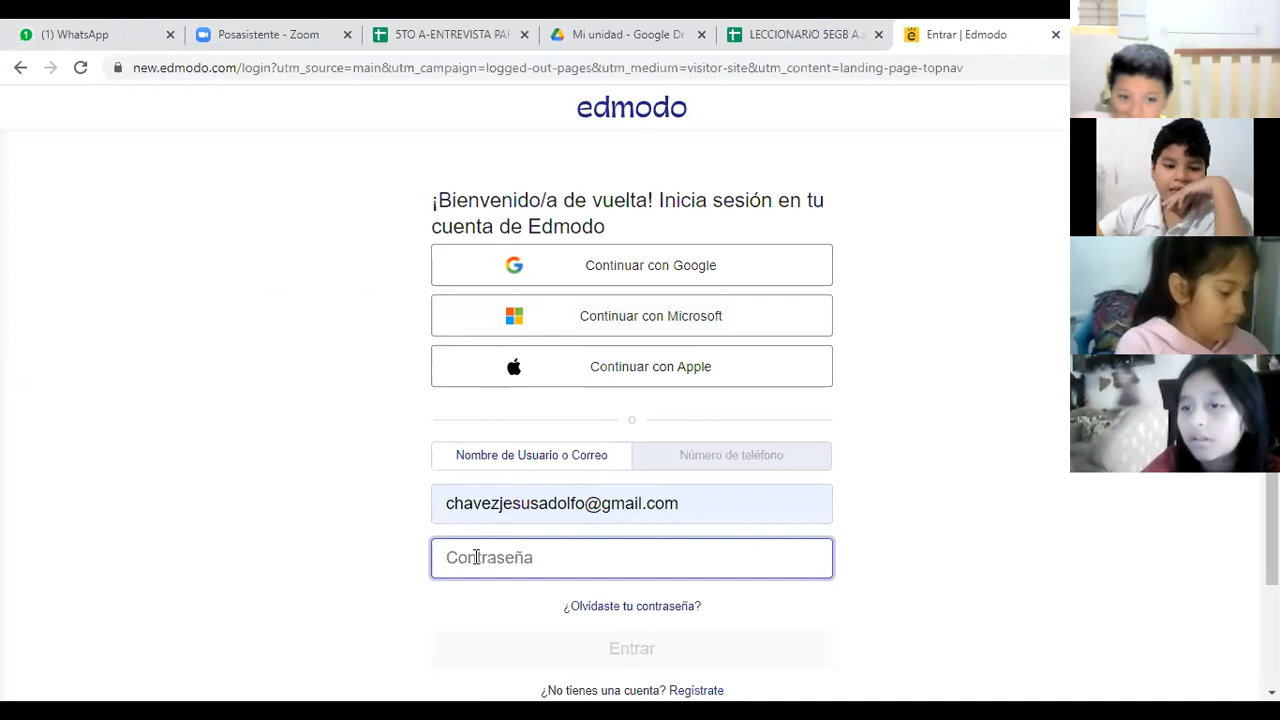 (1) WhatsApp
Posasistente - Zoom
5TO A-ENTREVISTA PAR
Mi unidad - Google Dr
LECCIONARIO 5EGB A
Entrar | Edmodo
new.edmodo.com/login?utm_source=main&utm_campaign=logged-out-pages&utm_medium=visitor-site&utm_content=landing-page-topnav
edmodo
¡Bienvenido/a de vuelta! Inicia sesión en tu
cuenta de Edmodo
Continuar con Google
Continuar con Microsoft
Continuar con Apple
O
Nombre de Usuario o Correo
Número de teléfono
chavezjesusadolfo@gmail.com
Contraseña
¿Olvidaste tu contraseña?
Entrar
¿No tienes una cuenta? Regístrate